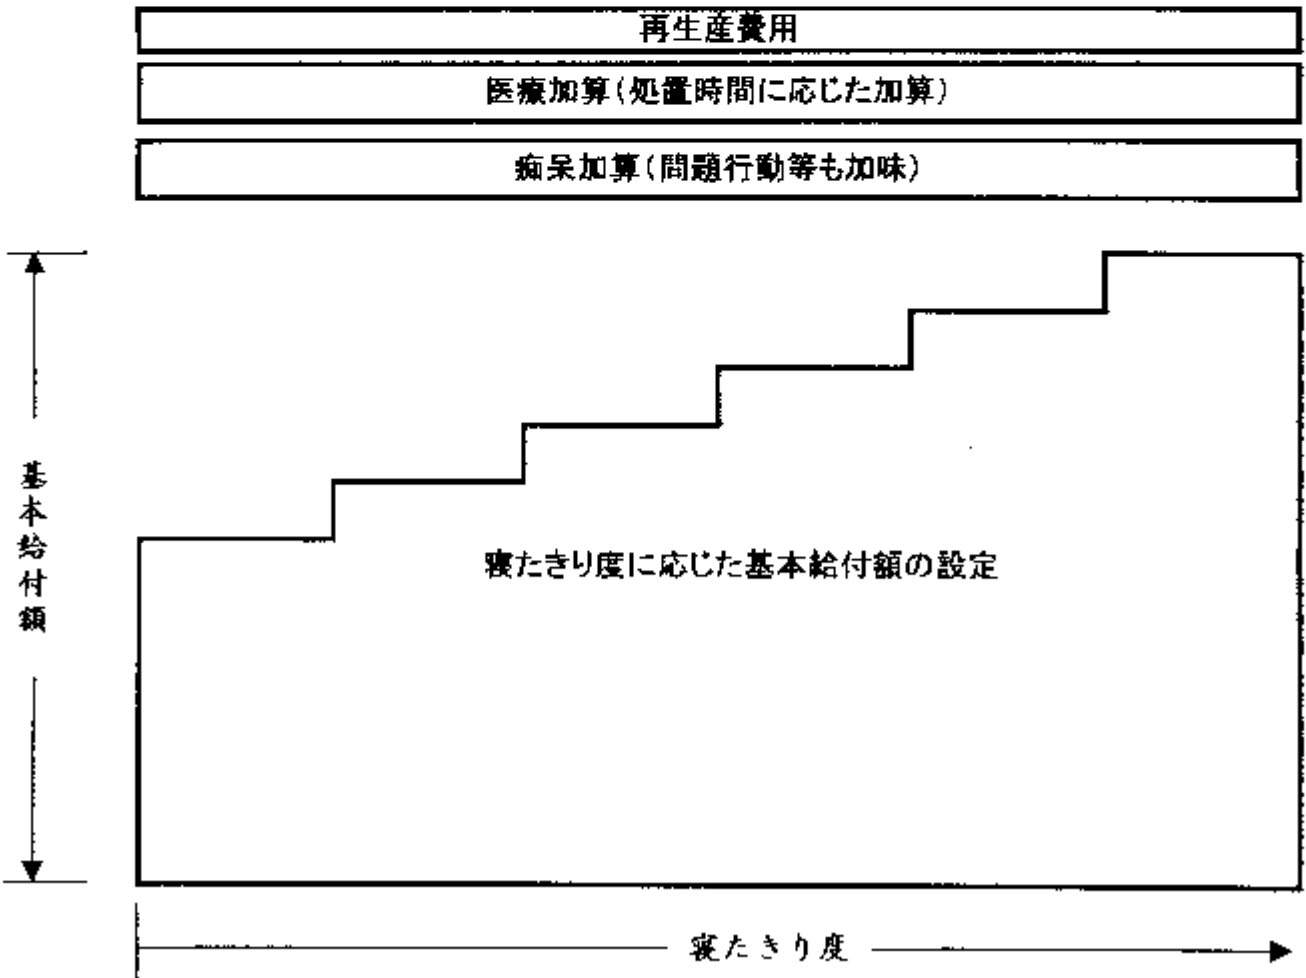 再生産費用
医療加算(処置時間に応じた加算)
痴呆加算(問題行動等も加味)
基本給付額
寝たきり度に応じた基本給付額の設定
寝たきり度